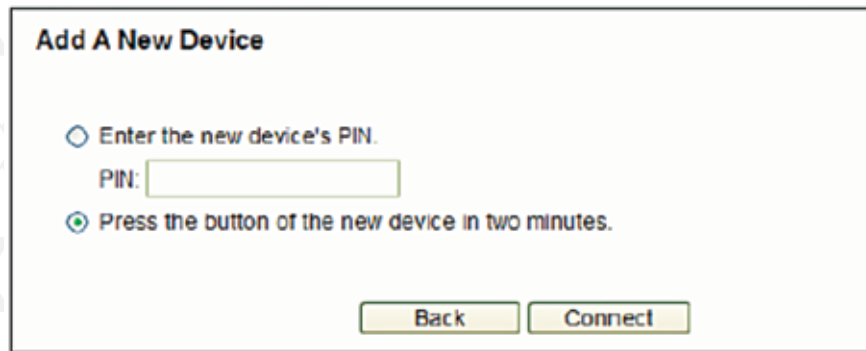 Add A New Device
Enter the new device's PIN.
PIN:
Press the button of the new device in two minutes.
Back Connect